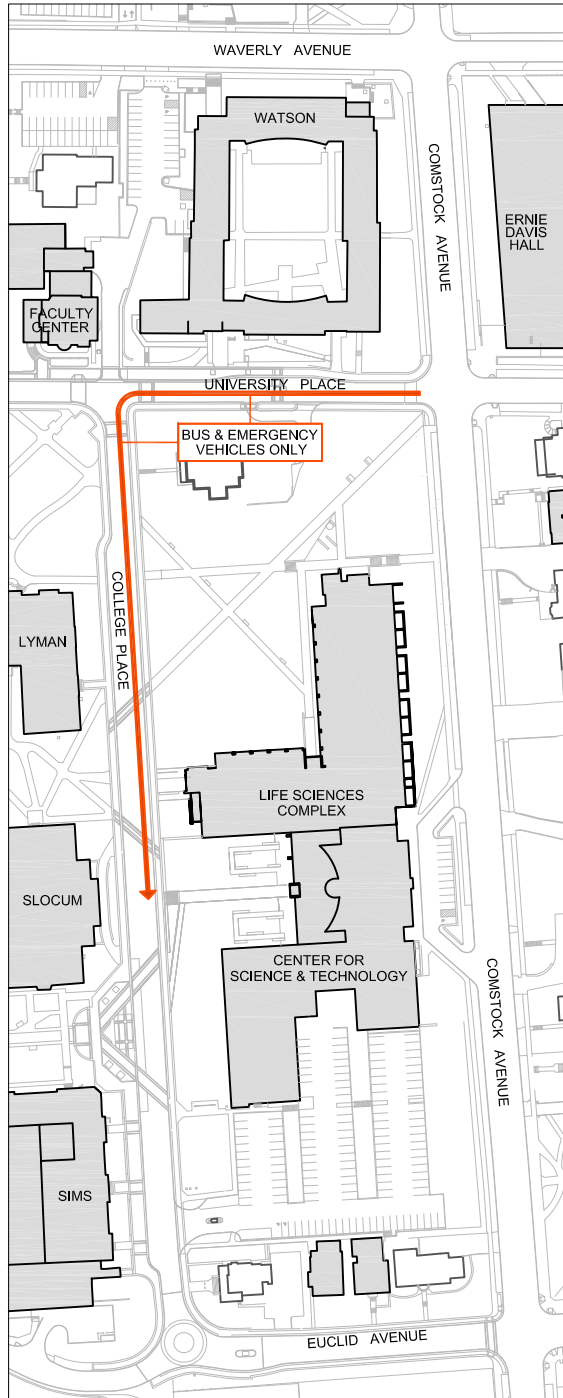 WAVERLY AVENUE
WATSON
COMSTOCK AVENUE
ERNIE
DAVIS
HALL
FACULTY
CENTER
UNIVERSITY PLACE
BUS & EMERGENCY
VEHICLES ONLY
COLLEGE PLACE
LYMAN
LIFE SCIENCES
COMPLEX
SLOCUM
CENTER FOR
SCIENCE & TECHNOLOGY
COMSTOCK AVENUE
SIMS
EUCLID AVENUE